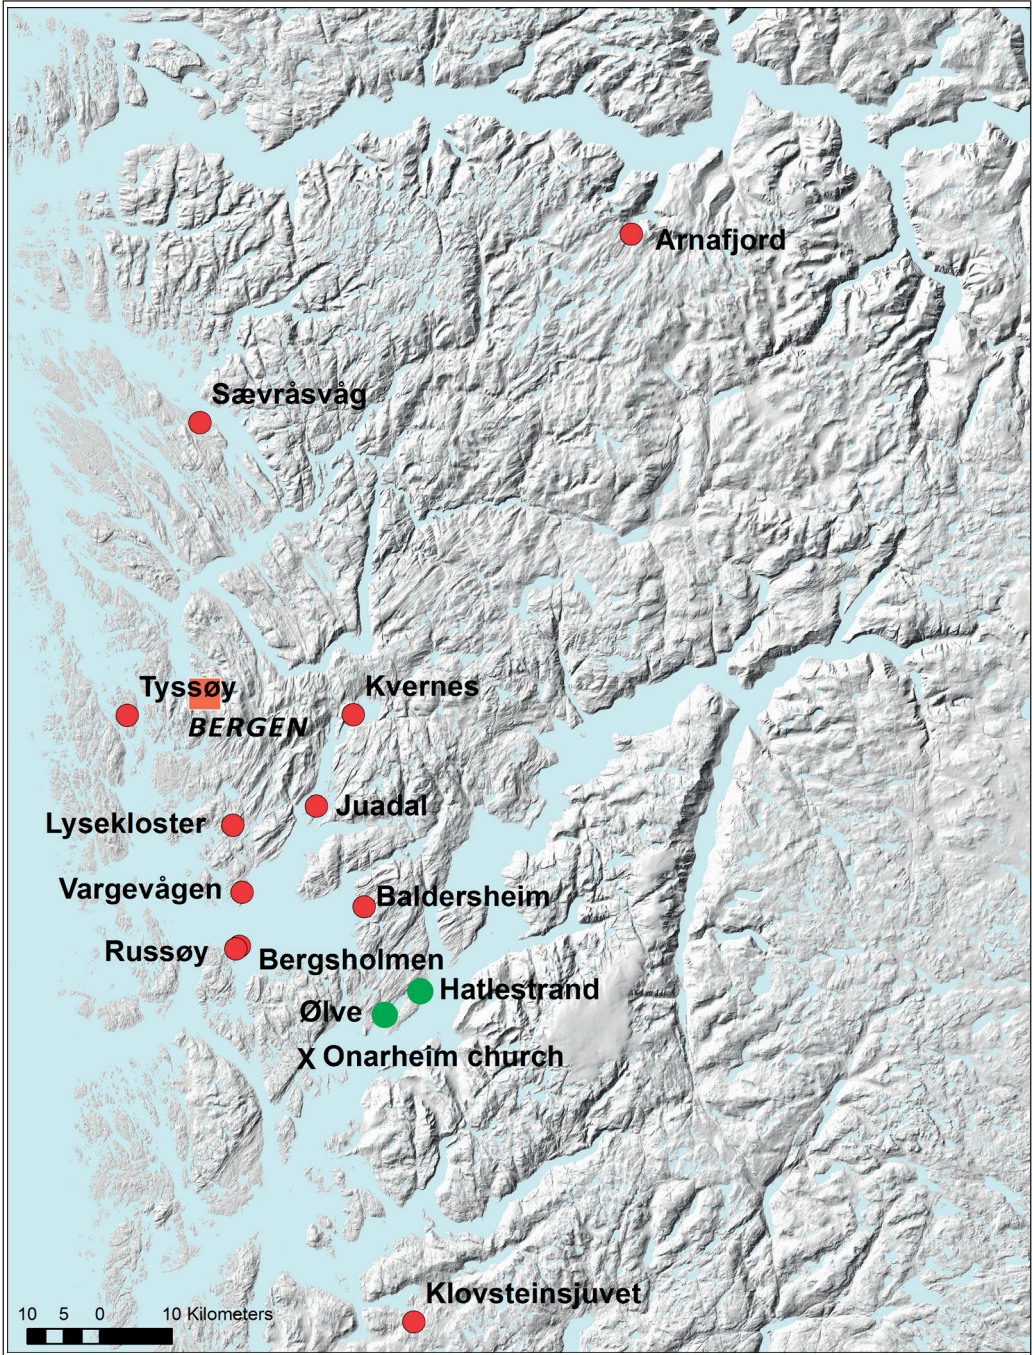 Arnafjord
Sævråsvåg
Tyssøy
Kvernes
BERGEN
Juadal
Lysekloster
Vargevågen
Baldersheim
Russøy
Bergsholmen
Hatlestrand
Ølve
X Onarheim church
Klovsteinsjuvet
10 5 0 10 Kilometers